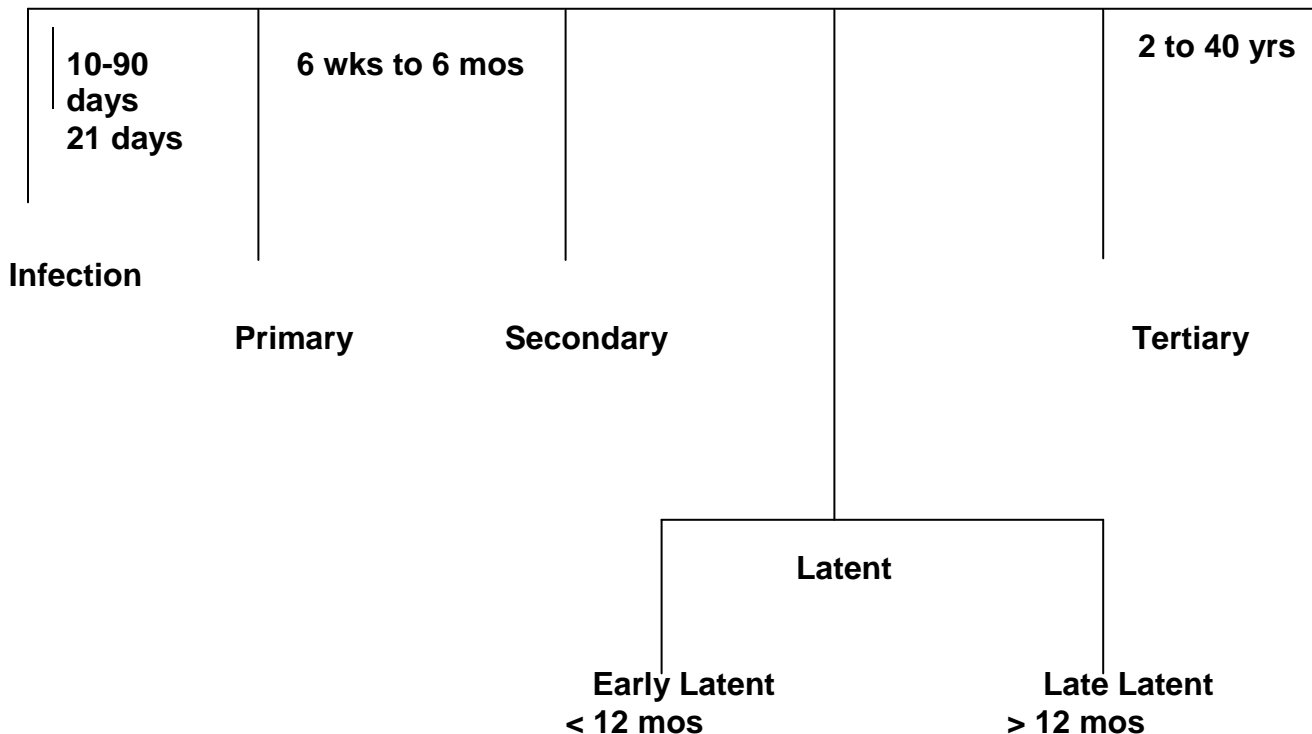 10-90
days
21 days
6 wks to 6 mos
2 to 40 yrs
Infection
Primary
Secondary
Tertiary
Latent
Early Latent
< 12 mos
Late Latent
> 12 mos